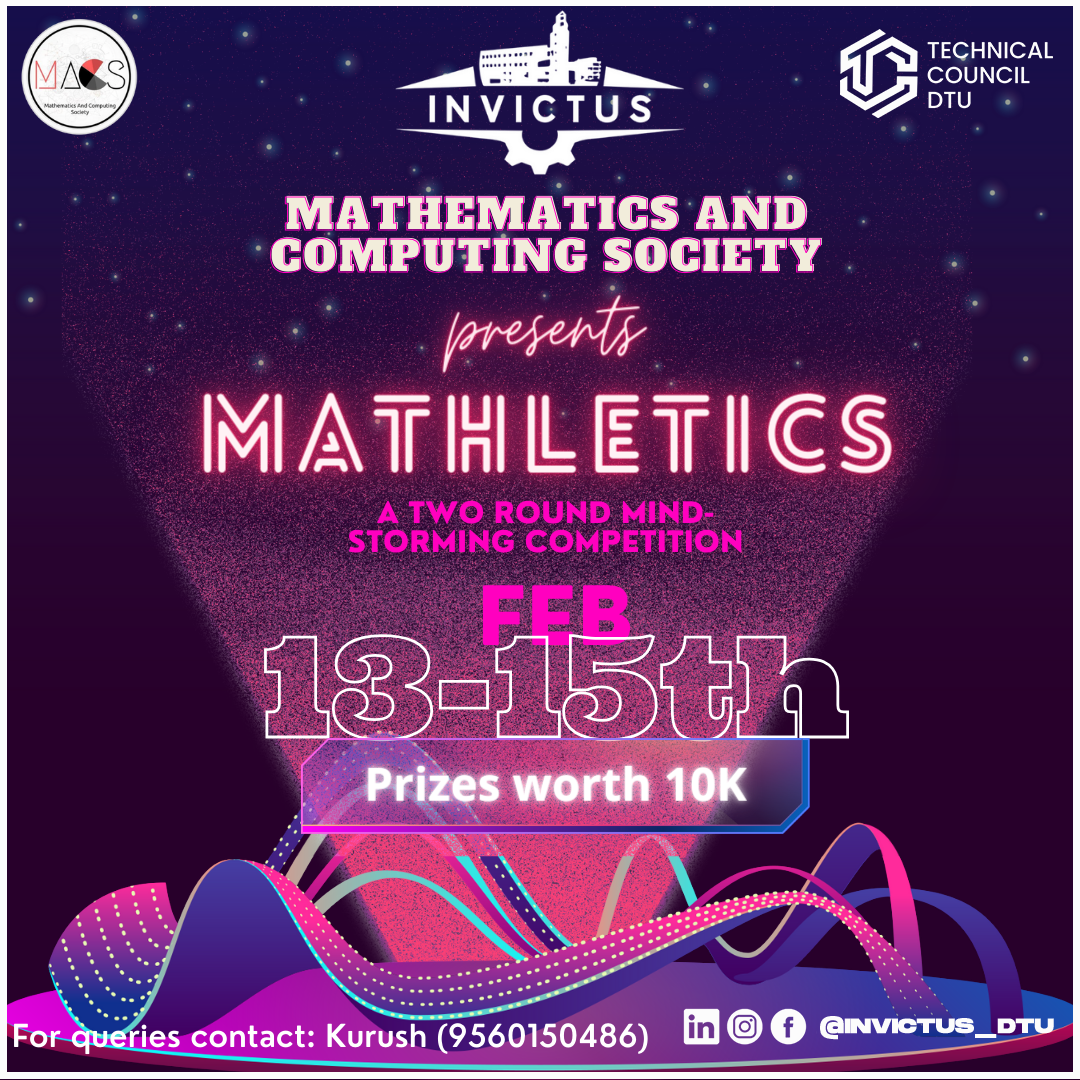 MACS
Mathematics And Computing
Society
INVICTUS
TECHNICAL
COUNCIL
DTU
MATHEMATICS AND
COMPUTING SOCIETY
presents
MATHLETICS
A TWO ROUND MIND-
STORMING COMPETITION
FEB
13-15th
Prizes worth 10K
For queries contact: Kurush (9560150486)
@INVICTUS_DTU